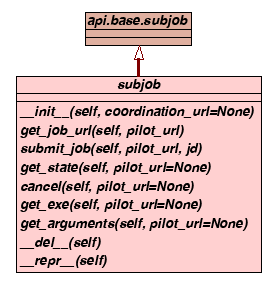 api.base.subjob
subjob
__init__(self, coordination_url=None)
get_job_url(self, pilot_url)
submit_job(self, pilot_url, jd)
get_state(self, pilot_url=None)
cancel(self, pilot_url=None)
get_exe(self, pilot_url=None)
get_arguments(self, pilot_url=None)
__del__(self)
__repr__(self)